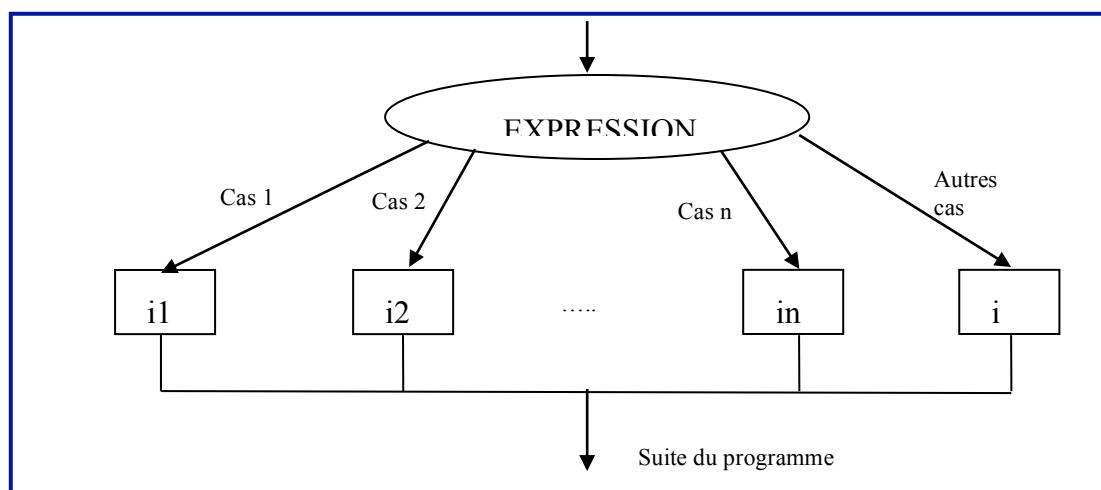 EXPRESSION
Cas 1
Cas 2
Cas n
Autres
cas
i1
i2
…..
in
i
Suite du programme